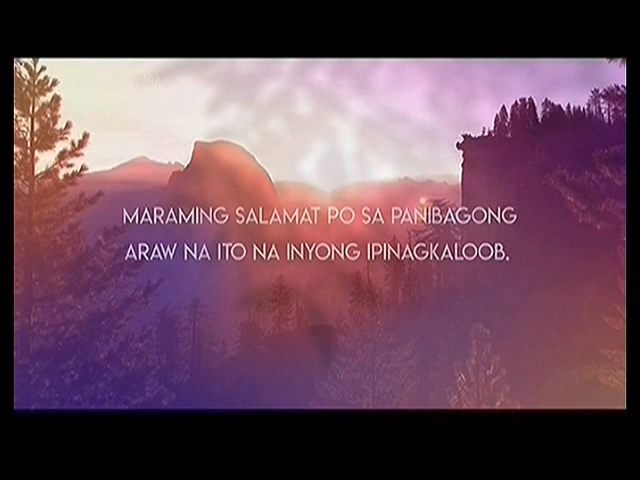 MARAMING SALAMAT PO SA PANIBAGONG
ARAW NA ITO NA INYONG IPINAGKALOOB.